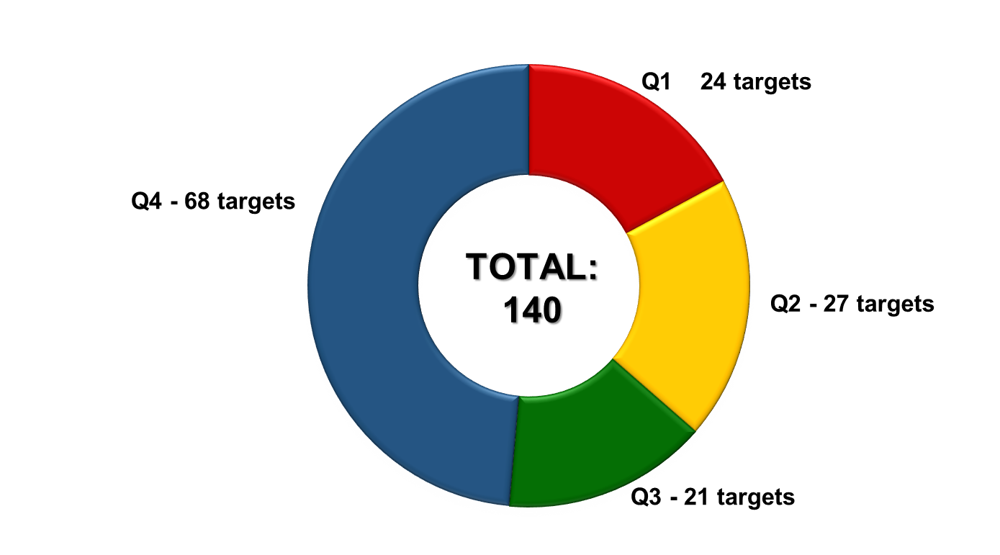 Q1 24 targets
Q4 - 68 targets
TOTAL:
140
Q2 - 27 targets
Q3 - 21 targets